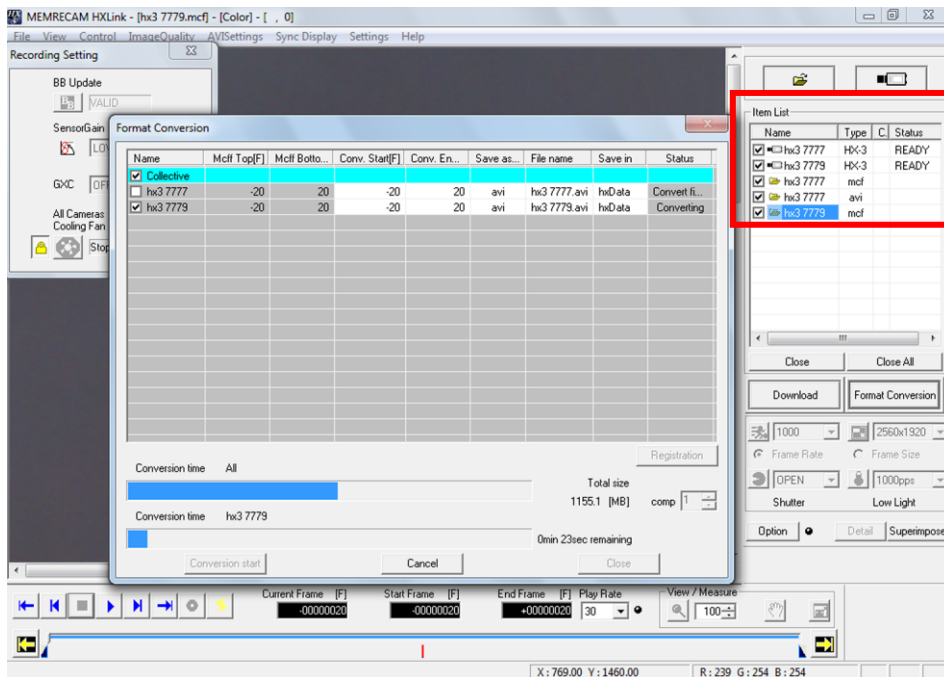 MEMRECAM HXLink - [hx3 7779.mcf] - [Color] - [ , 0]
File View Control ImageQuality AVISettings Sync Display Settings Help
Recording Setting
BB Update
VALID
SensorGain
LOW
GXC
OFF
All Cameras
Cooling Fan
Stop
Format Conversion
Name Mcff Top[F] Mcff Botto... Conv. Start[F] Conv. En... Save as... File name Save in Status
Collective
hx3 7777 -20 20 -20 20 avi hx3 7777.avi hxData Convert fi...
hx3 7779 -20 20 -20 20 avi hx3 7779.avi hxData Converting
Registration
Conversion time All
Total size
1155.1 [MB] comp 1
Conversion time hx3 7779
0min 23sec remaining
Conversion start Cancel Close
Item List
Name Type C. Status
hx3 7777 HX-3 READY
hx3 7779 HX-3 READY
hx3 7777 mcf
hx3 7777 avi
hx3 7779 mcf
Close Close All
Download Format Conversion
1000 2560x1920
Frame Rate Frame Size
OPEN 1000pps
Shutter Low Light
Option Detail Superimpose
Current Frame [F] Start Frame [F] End Frame [F] Play Rate View / Measure
-00000020 -00000020 +00000020 30 100
X : 769.00 Y : 1460.00 R : 239 G : 254 B : 254